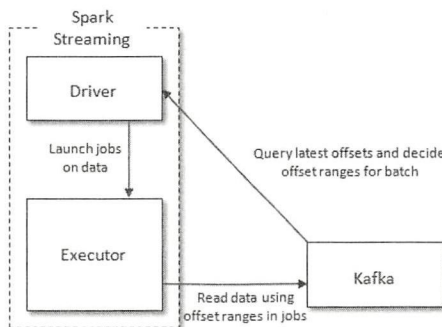 Spark
Streaming
Driver
Launch jobs
on data
Query latest offsets and decide
offset ranges for batch
Executor
Kafka
Read data using
offset ranges in jobs